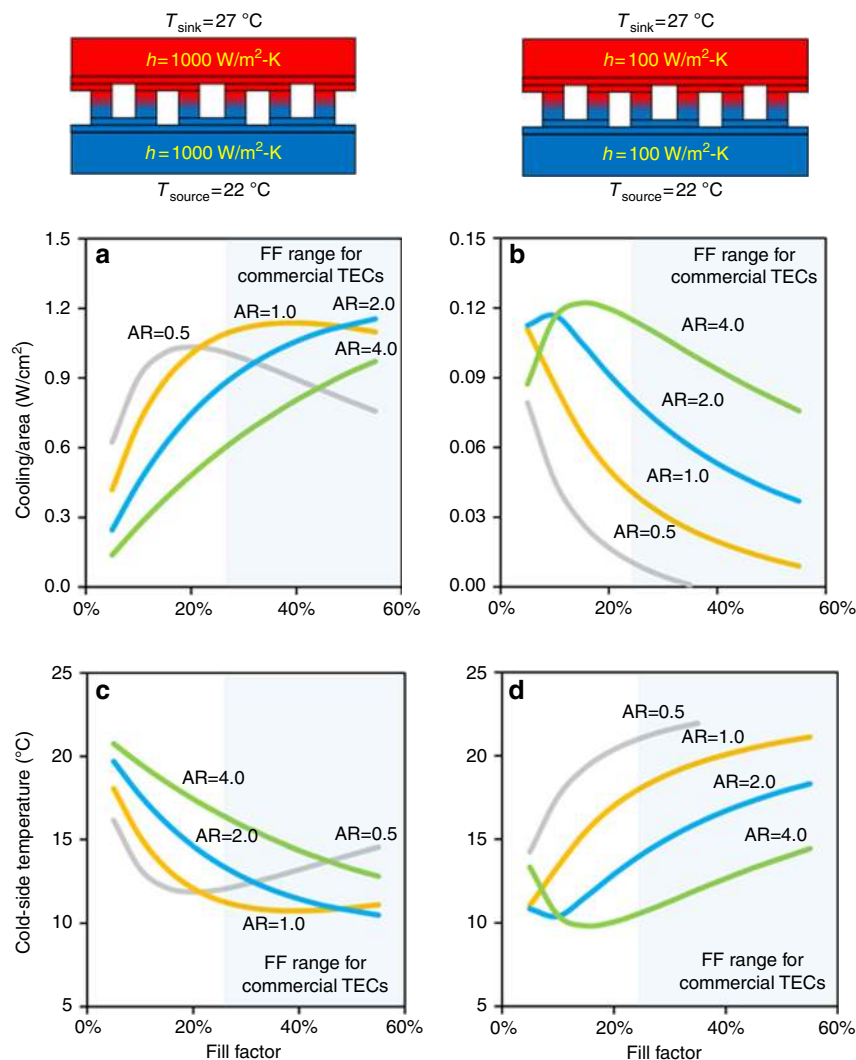 T_sink=27 °C
h=1000 W/m²-K
h=1000 W/m²-K
T_source=22 °C
T_sink=27 °C
h=100 W/m²-K
h=100 W/m²-K
T_source=22 °C
a
FF range for
commercial TECs
AR=0.5
AR=1.0
AR=2.0
AR=4.0
1.5
1.2
0.9
0.6
0.3
0.0
0%
20%
40%
60%
Cooling/area (W/cm²)
b
FF range for
commercial TECs
AR=4.0
AR=2.0
AR=1.0
AR=0.5
0.15
0.12
0.09
0.06
0.03
0.00
0%
20%
40%
60%
c
AR=4.0
AR=2.0
AR=0.5
AR=1.0
FF range for
commercial TECs
25
20
15
10
5
0%
20%
40%
60%
Cold-side temperature (°C)
Fill factor
d
AR=0.5
AR=1.0
AR=2.0
AR=4.0
FF range for
commercial TECs
25
20
15
10
5
0%
20%
40%
60%
Fill factor